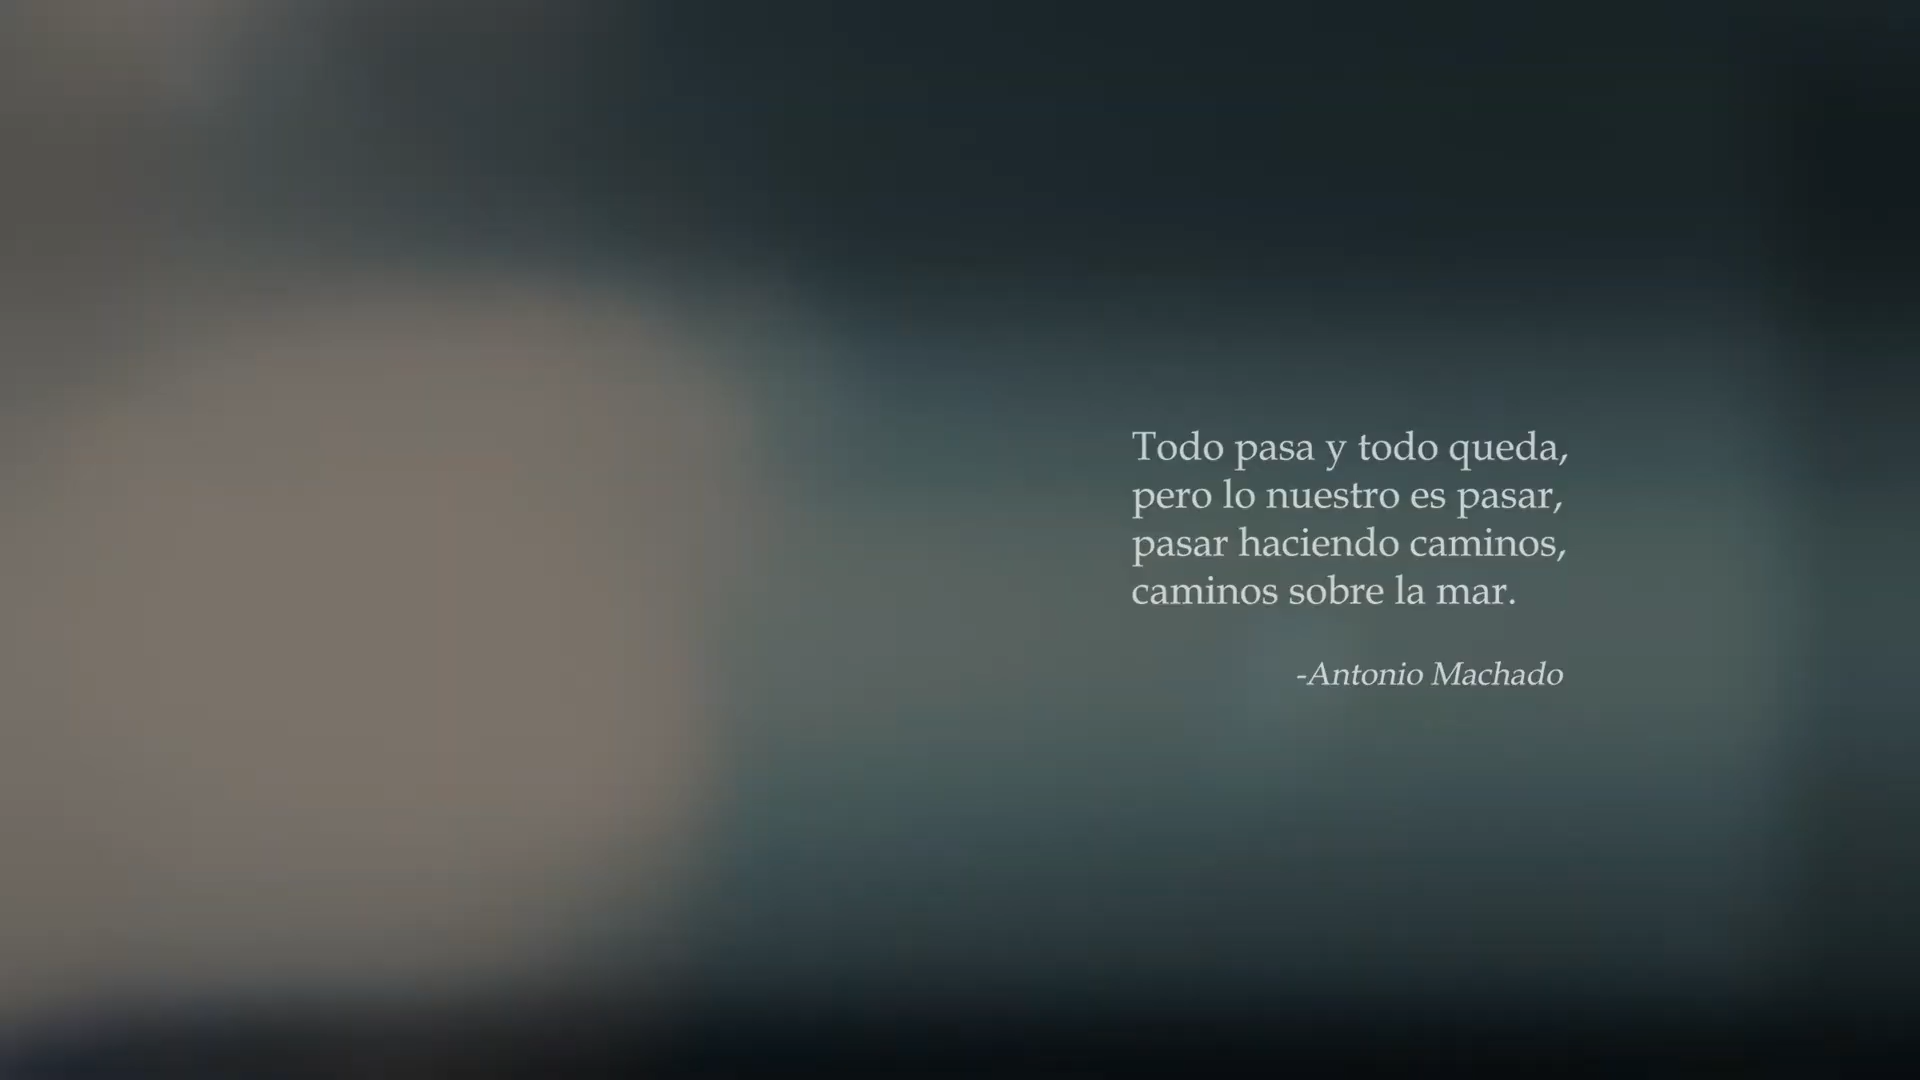 Todo pasa y todo queda,
pero lo nuestro es pasar,
pasar haciendo caminos,
caminos sobre la mar.
-Antonio Machado